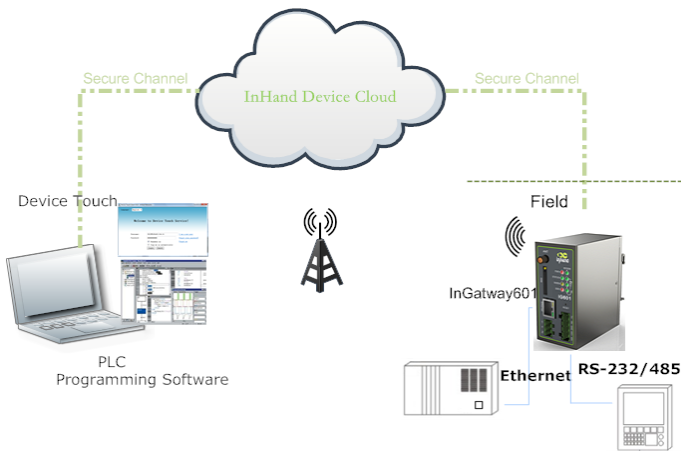 InHand Device Cloud
Secure Channel
Secure Channel
Device Touch
Field
InGatway601
PLC
Programming Software
Ethernet
RS-232/485